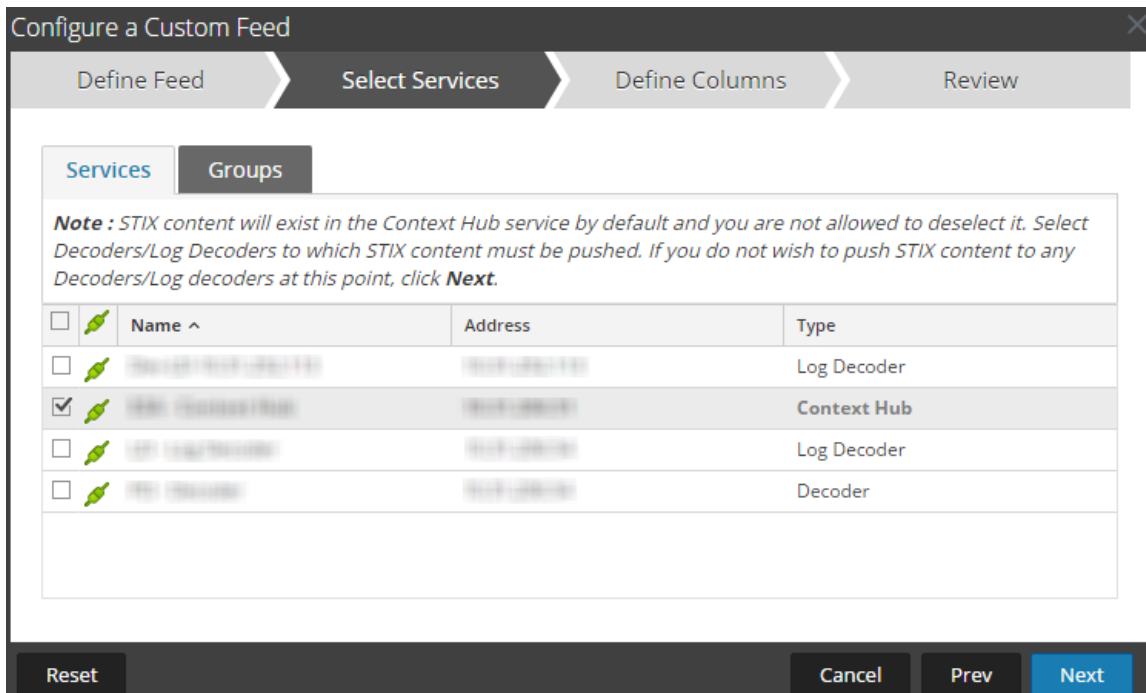 Configure a Custom Feed
Define Feed Select Services Define Columns Review
Services Groups
Note : STIX content will exist in the Context Hub service by default and you are not allowed to deselect it. Select
Decoders/Log Decoders to which STIX content must be pushed. If you do not wish to push STIX content to any
Decoders/Log decoders at this point, click Next.
Name Address Type
Log Decoder
Context Hub
Log Decoder
Decoder
Reset Cancel Prev Next